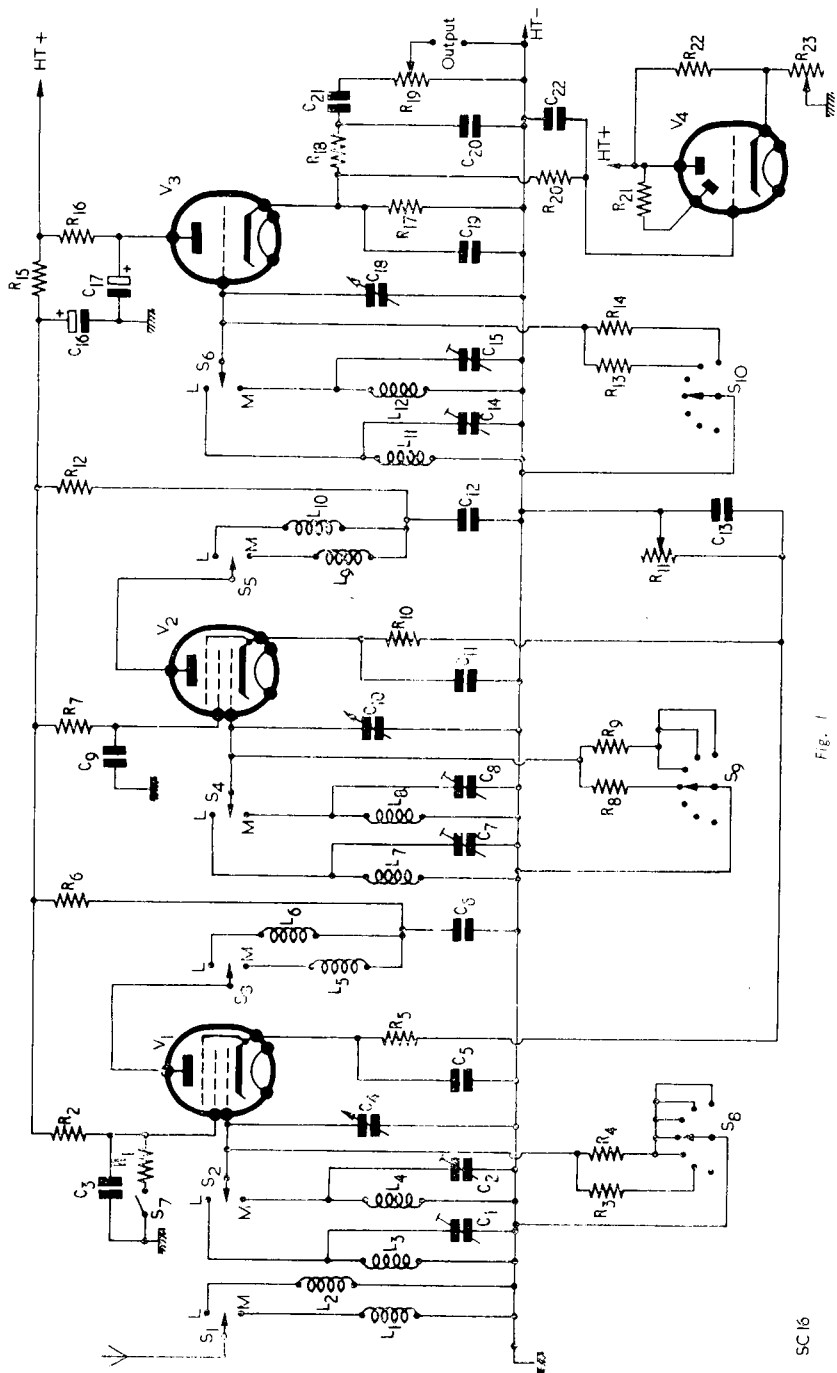 R2
R6
R7
R12
R15
R16
HT+
C3
R1
S7
V1
C9
V2
C16
C17
V3
L
S1
M
L
S2
M
L
S3
M
L
S4
M
L
S5
M
L
S6
M
L1
L2
L3
L4
L5
L6
L7
L8
L9
L10
L11
L12
C1
C2
C4
C5
R5
C6
C7
C8
C10
C11
R10
C12
C14
C15
C18
C19
R17
R18
C20
C21
R19
Output
HT-
R3
R4
S8
R8
R9
S9
R11
C13
R13
R14
S10
R20
C22
HT+
R21
V4
R22
R23
SC16
Fig. 1